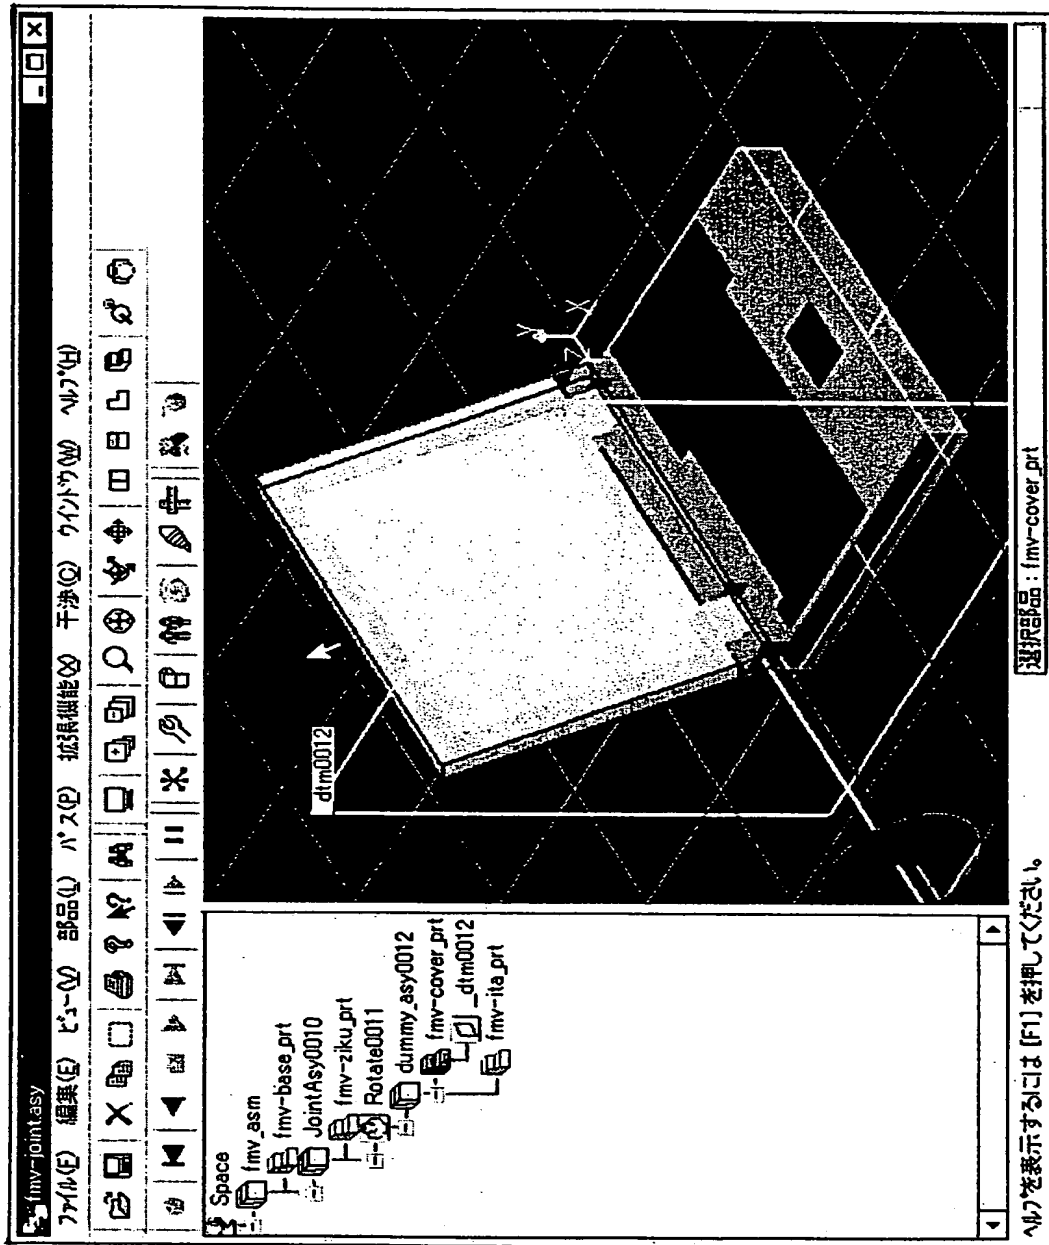 fmv-joint.asy
ファイル(F) 編集(E) ビュー(V) 部品(L) パス(P) 拡張機能(X) 干渉(C) ウインドウ(W) ヘルプ(H)
Space
fmv_asm
fmv-base_prt
JointAsy0010
fmv-ziku_prt
Rotate0011
dummy_asy0012
fmv-cover_prt
_dtm0012
fmv-ita_prt
dtm0012
Y
X
Z
ヘルプを表示するには [F1] を押してください。
選択部品 : fmv-cover_prt